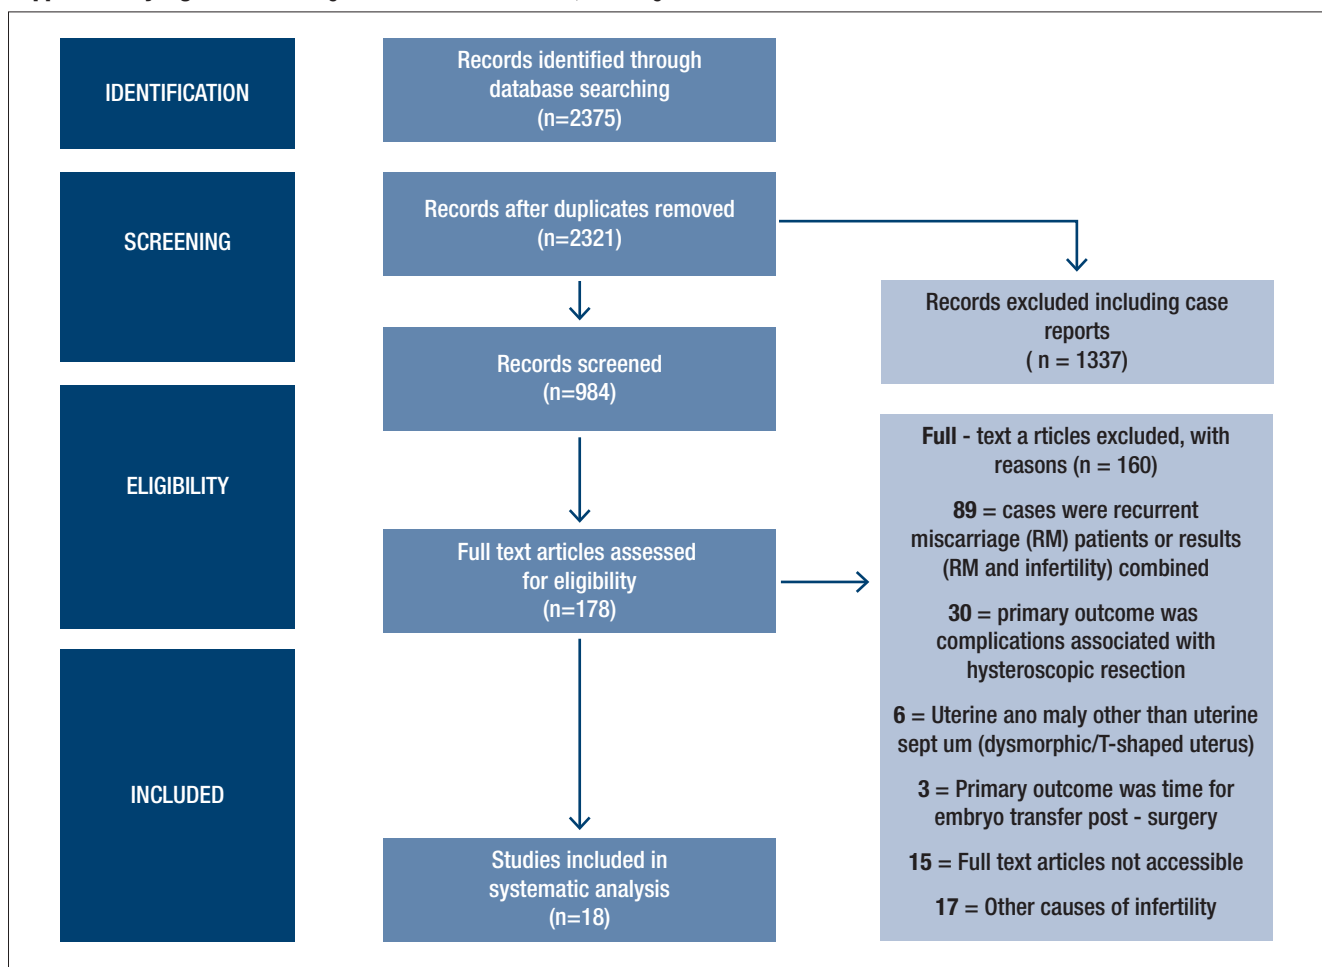 IDENTIFICATION
Records identified through
database searching
(n=2375)
SCREENING
Records after duplicates removed
(n=2321)
Records excluded including case
reports
( n = 1337)
Records screened
(n=984)
ELIGIBILITY
Full text articles assessed
for eligibility
(n=178)
Full - text a rticles excluded, with
reasons (n = 160)
89 = cases were recurrent
miscarriage (RM) patients or results
(RM and infertility) combined
30 = primary outcome was
complications associated with
hysteroscopic resection
6 = Uterine ano maly other than uterine
sept um (dysmorphic/T-shaped uterus)
3 = Primary outcome was time for
embryo transfer post - surgery
15 = Full text articles not accessible
17 = Other causes of infertility
INCLUDED
Studies included in
systematic analysis
(n=18)